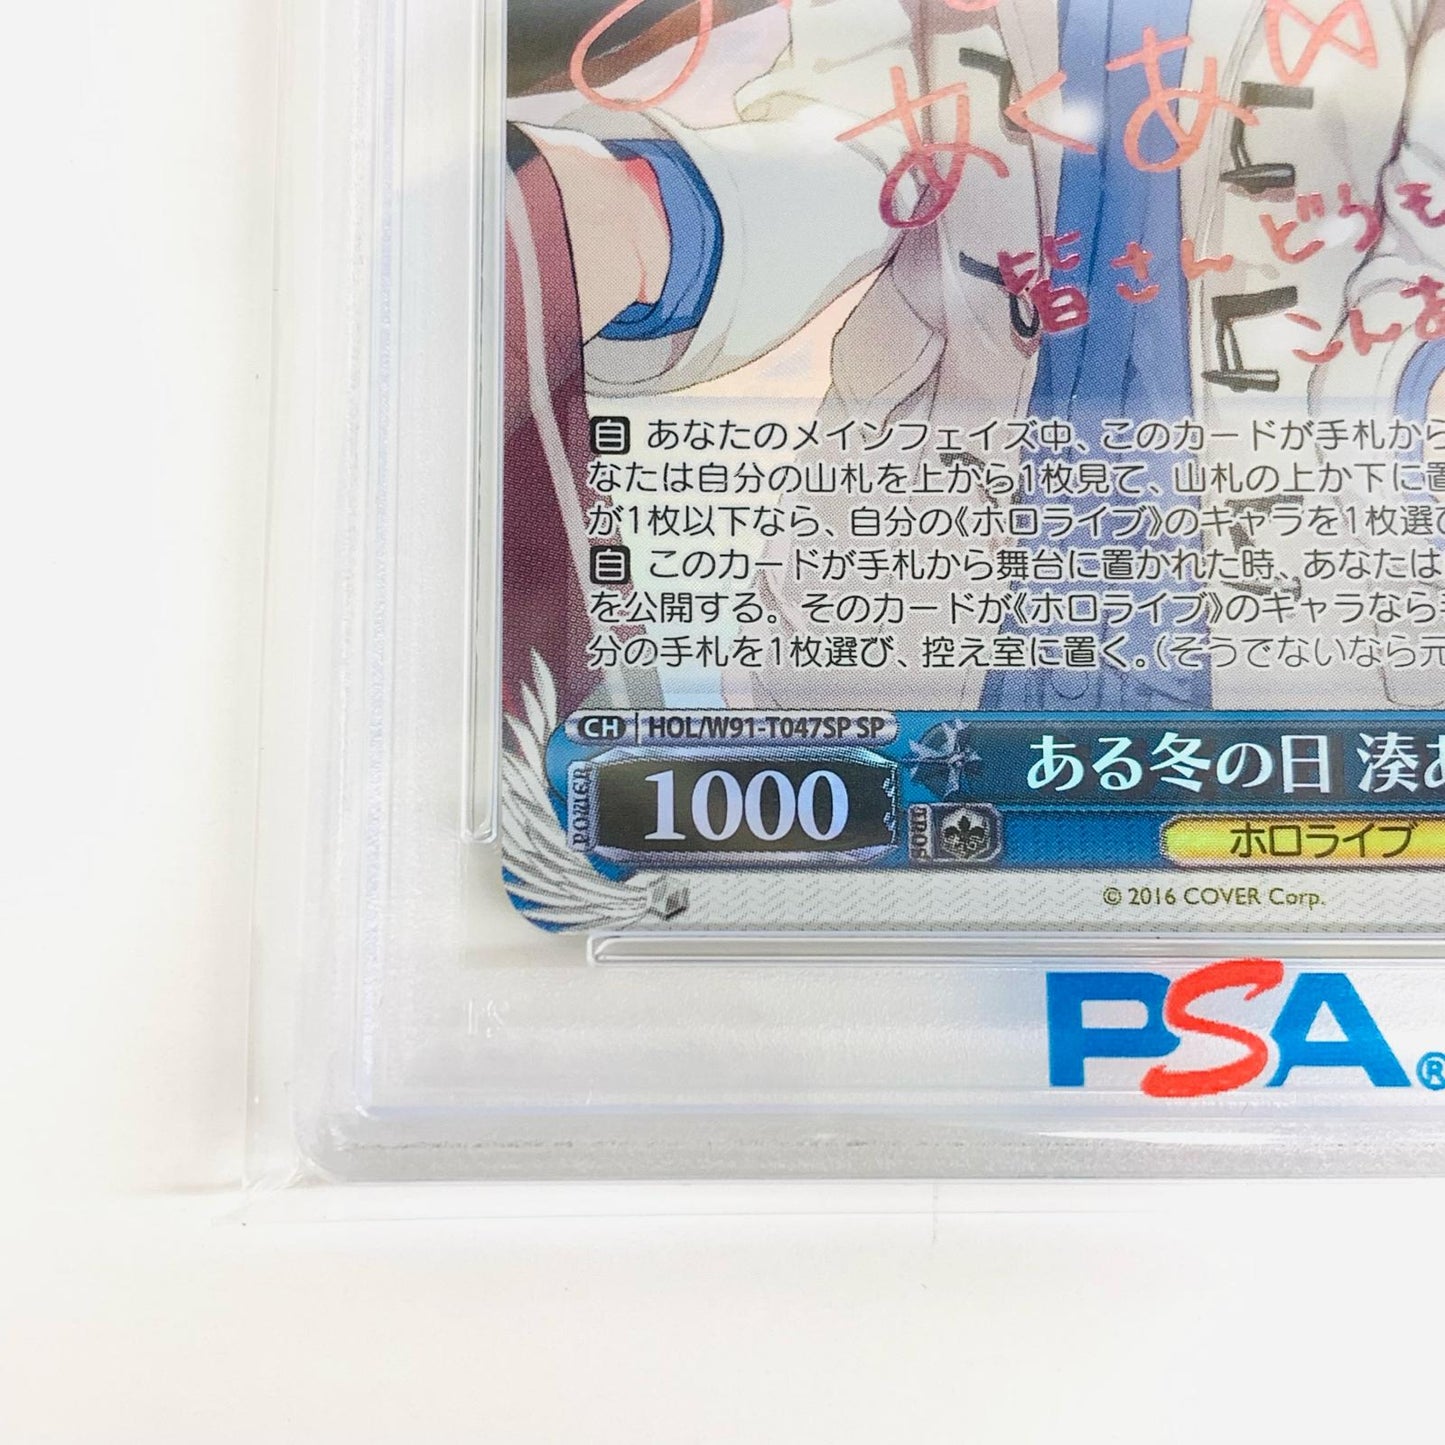 あくあ
皆さんどうそ
こんあ
自 あなたのメインフェイズ中、このカードが手札から
なたは自分の山札を上から1枚見て、山札の上か下に置
が1枚以下なら、自分の《ホロライブ》のキャラを1枚選び
自 このカードが手札から舞台に置かれた時、あなたは
を公開する。そのカードが《ホロライブ》のキャラなら手
分の手札を1枚選び、控え室に置く。(そうでないなら元
CH HOL/W91-T047SP SP
ある冬の日 湊あ
POWER 1000
SOUL
ホロライブ
© 2016 COVER Corp.
PSA®